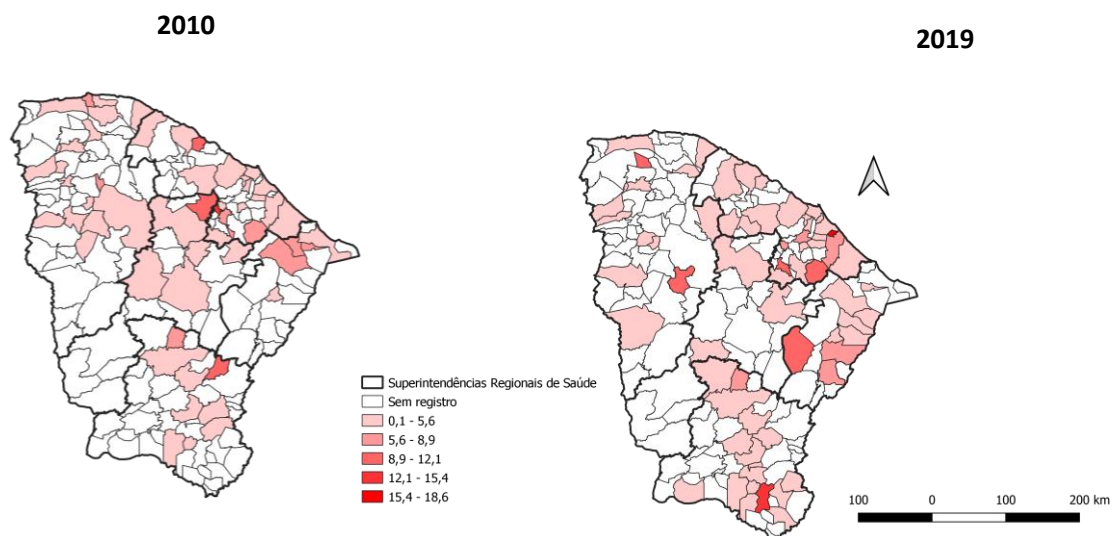 2010
2019
Superintendências Regionais de Saúde
Sem registro
0,1 - 5,6
5,6 - 8,9
8,9 - 12,1
12,1 - 15,4
15,4 - 18,6
100 0 100 200 km